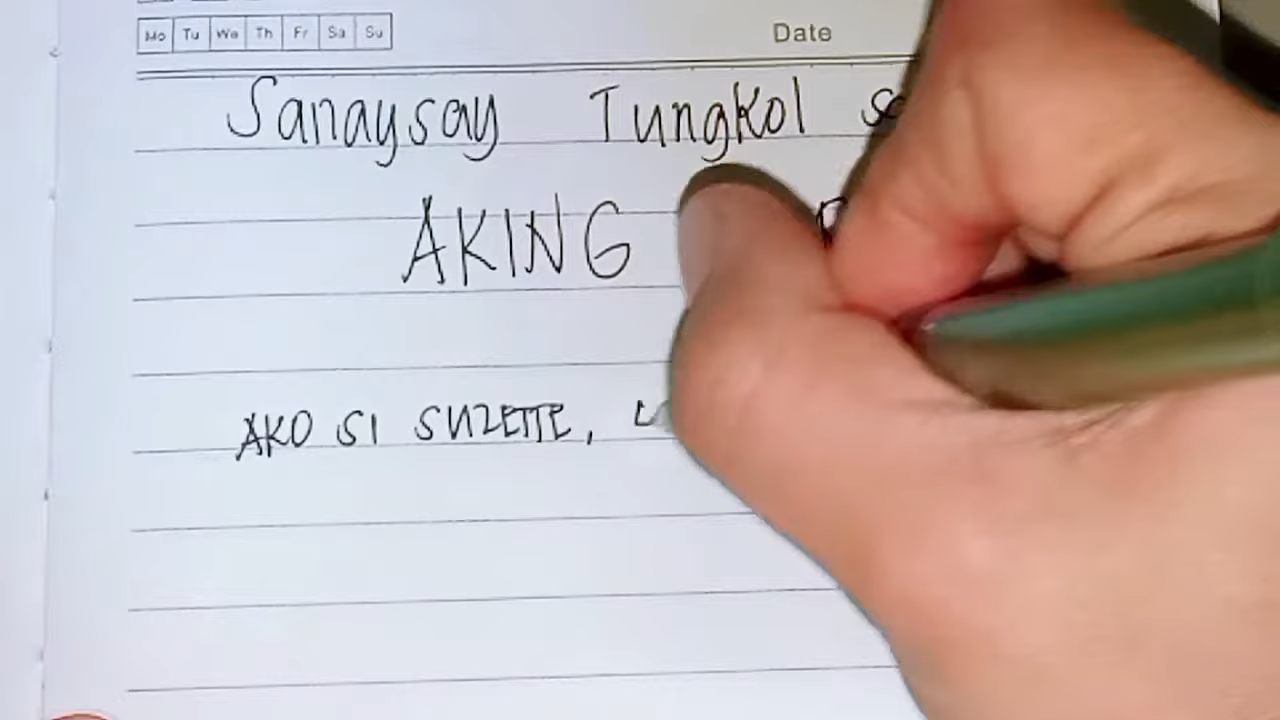 Mo Tu We Th Fr Sa Su
Date
Sanaysay Tungkol
AKING
AKO SI SUZETTE,